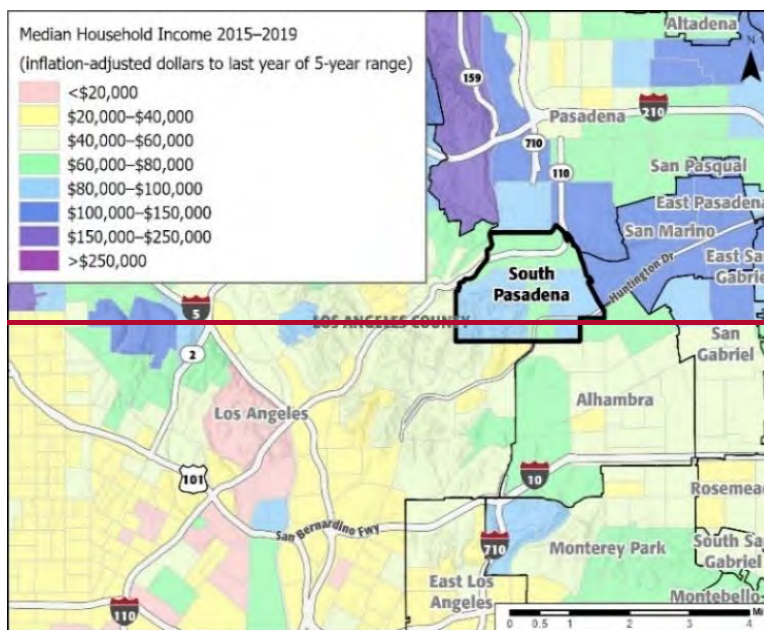 Median Household Income 2015–2019
(inflation-adjusted dollars to last year of 5-year range)
<$20,000
$20,000–$40,000
$40,000–$60,000
$60,000–$80,000
$80,000–$100,000
$100,000–$150,000
$150,000–$250,000
>$250,000
Altadena
N
159
Pasadena
210
710
110
San Pasqual
East Pasadena
San Marino
South
Pasadena
Huntington Dr
East San
Gabrie
5
LOS ANGELES COUNTY
2
San
Gabriel
Alhambra
Los Angeles
101
10
Rosemead
San Bernardino Fwy
710
Monterey Park
South San
Gabriel
East Los
Angeles
Montebello
110
0 0.5 1 2 3 4
Mi